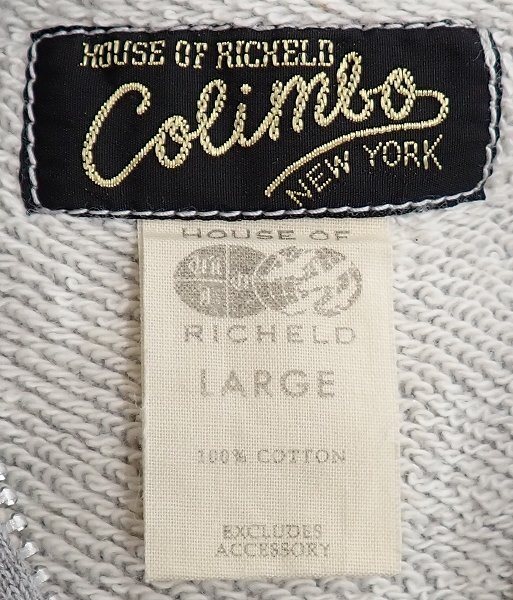 HOUSE OF RICHELD
Colimbo
NEW YORK
HOUSE OF
RICHELD
LARGE
100% COTTON
EXCLUDES
ACCESSORY